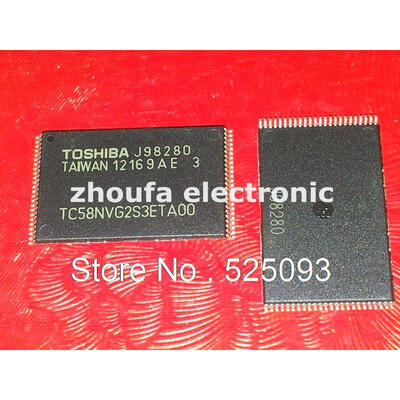 TOSHIBA J98280
TAIWAN 12169AE 3
zhoufa electronic
TC58NVG2S3ETA00
98280
Store No . 525093